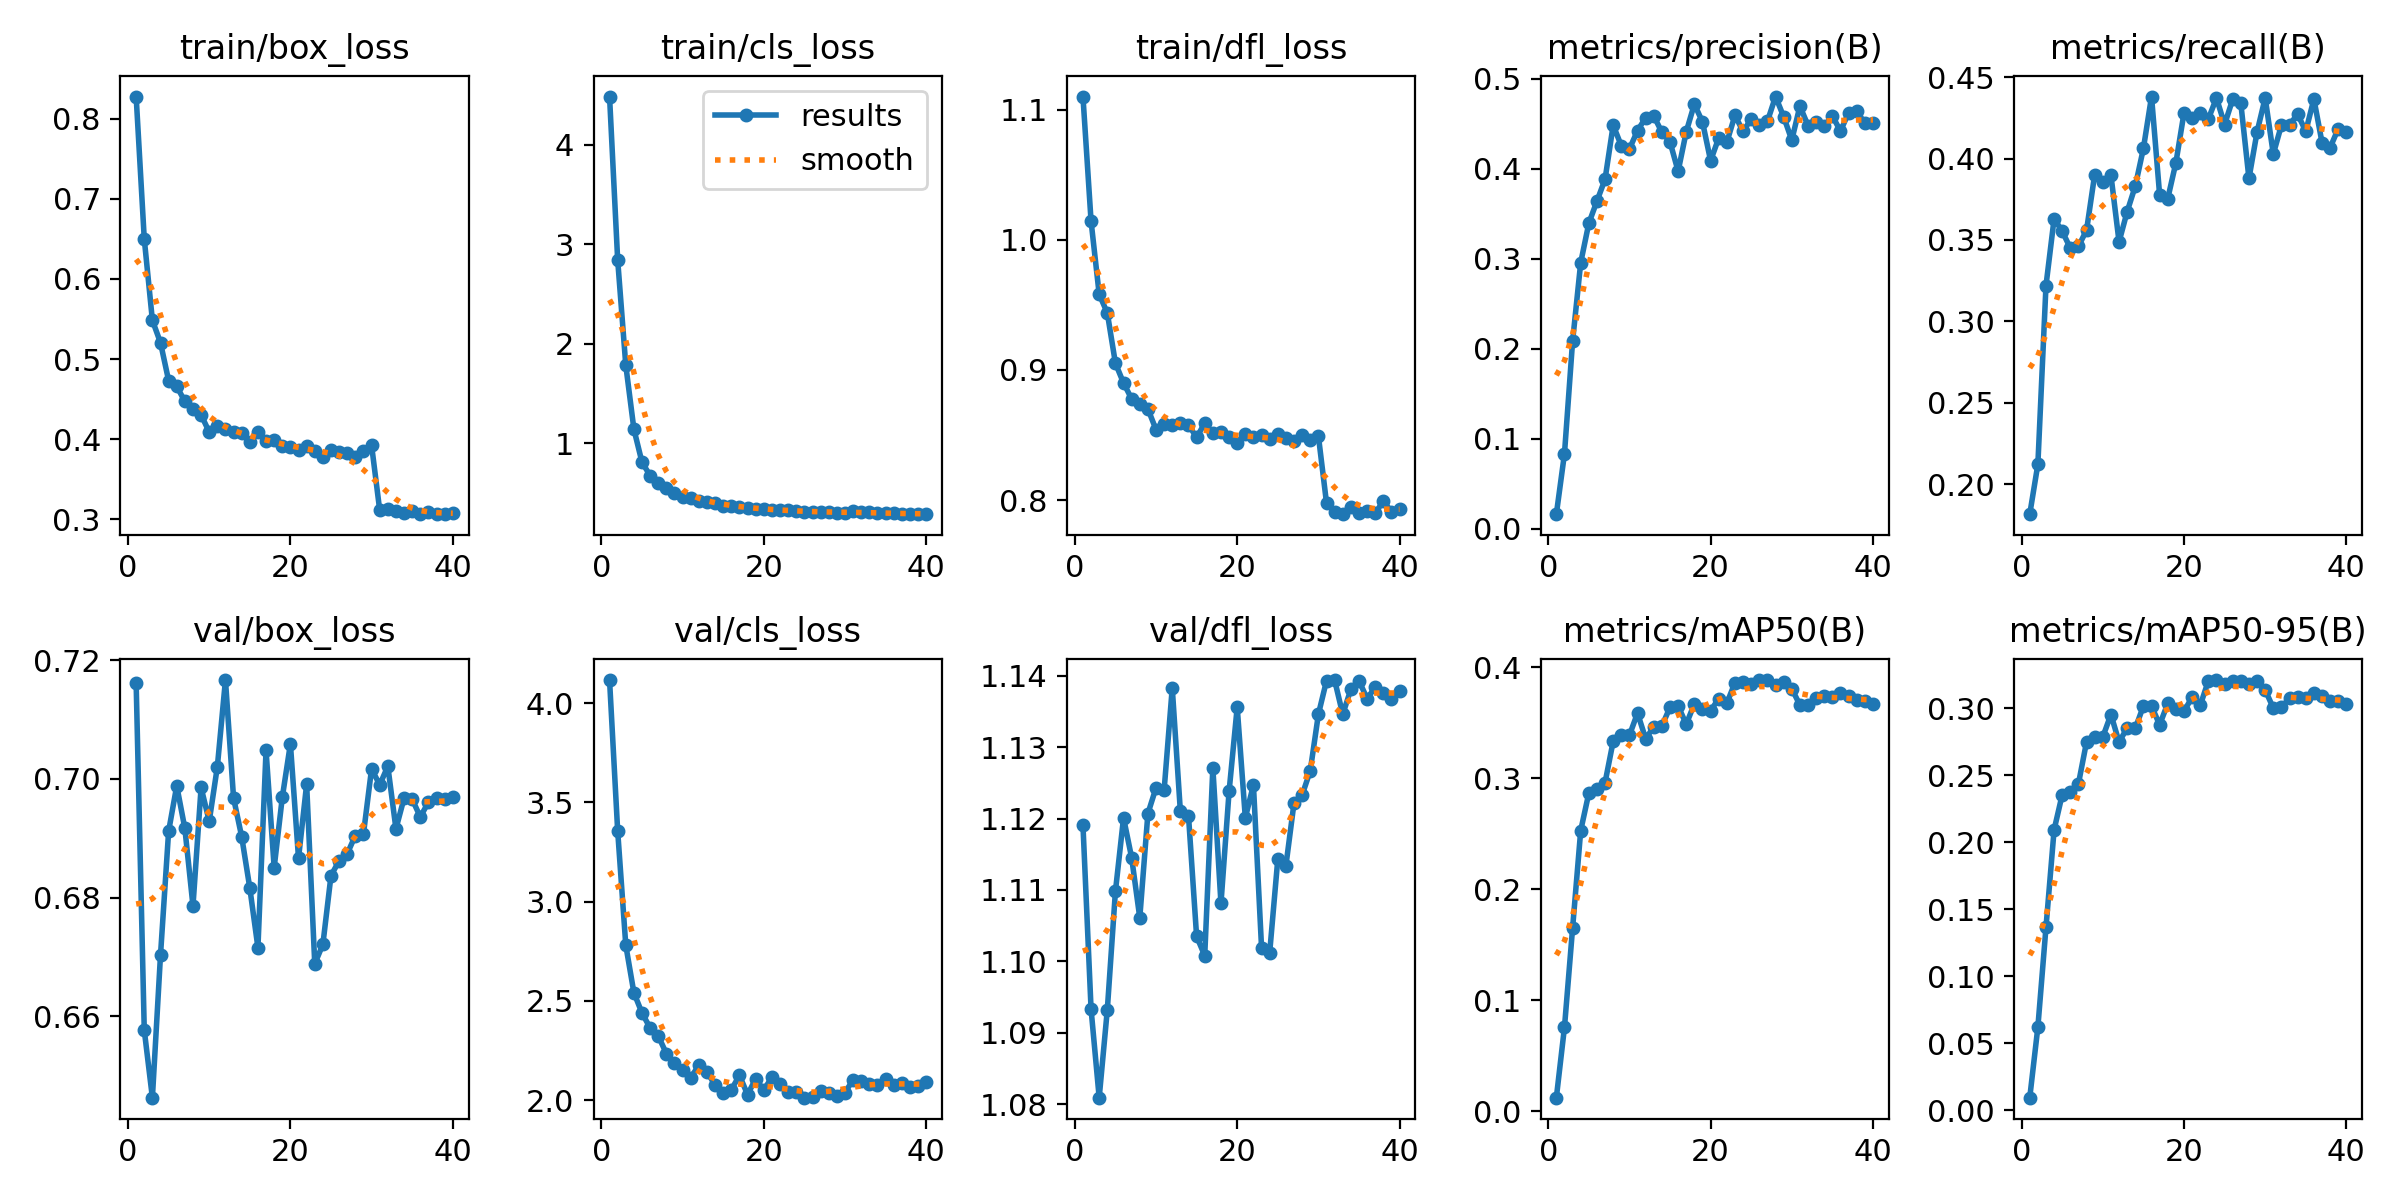 train/box_loss
0.8
0.7
0.6
0.5
0.4
0.3
0 20 40
train/cls_loss
results
smooth
4
3
2
1
0 20 40
train/dfl_loss
1.1
1.0
0.9
0.8
0 20 40
metrics/precision(B)
0.5
0.4
0.3
0.2
0.1
0.0
0 20 40
metrics/recall(B)
0.45
0.40
0.35
0.30
0.25
0.20
0 20 40
val/box_loss
0.72
0.70
0.68
0.66
0 20 40
val/cls_loss
4.0
3.5
3.0
2.5
2.0
0 20 40
val/dfl_loss
1.14
1.13
1.12
1.11
1.10
1.09
1.08
0 20 40
metrics/mAP50(B)
0.4
0.3
0.2
0.1
0.0
0 20 40
metrics/mAP50-95(B)
0.30
0.25
0.20
0.15
0.10
0.05
0.00
0 20 40